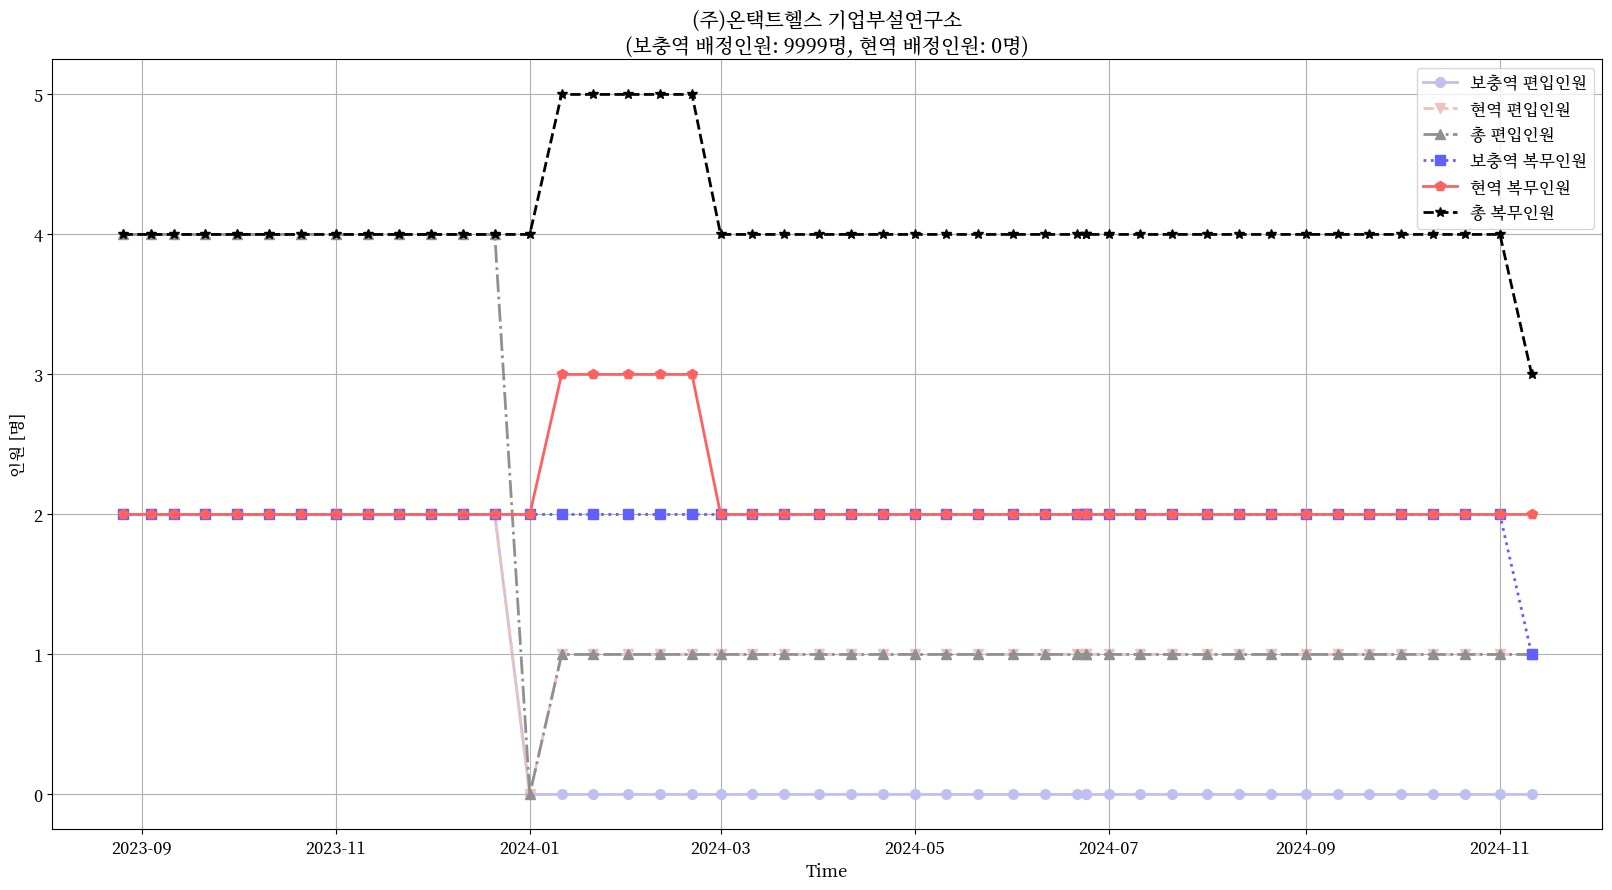 (주)온택트헬스 기업부설연구소
(보충역 배정인원: 9999명, 현역 배정인원: 0명)
보충역 편입인원
현역 편입인원
총 편입인원
보충역 복무인원
현역 복무인원
총 복무인원
인원 [명]
5
4
3
2
1
0
2023-09 2023-11 2024-01 2024-03 2024-05 2024-07 2024-09 2024-11
Time